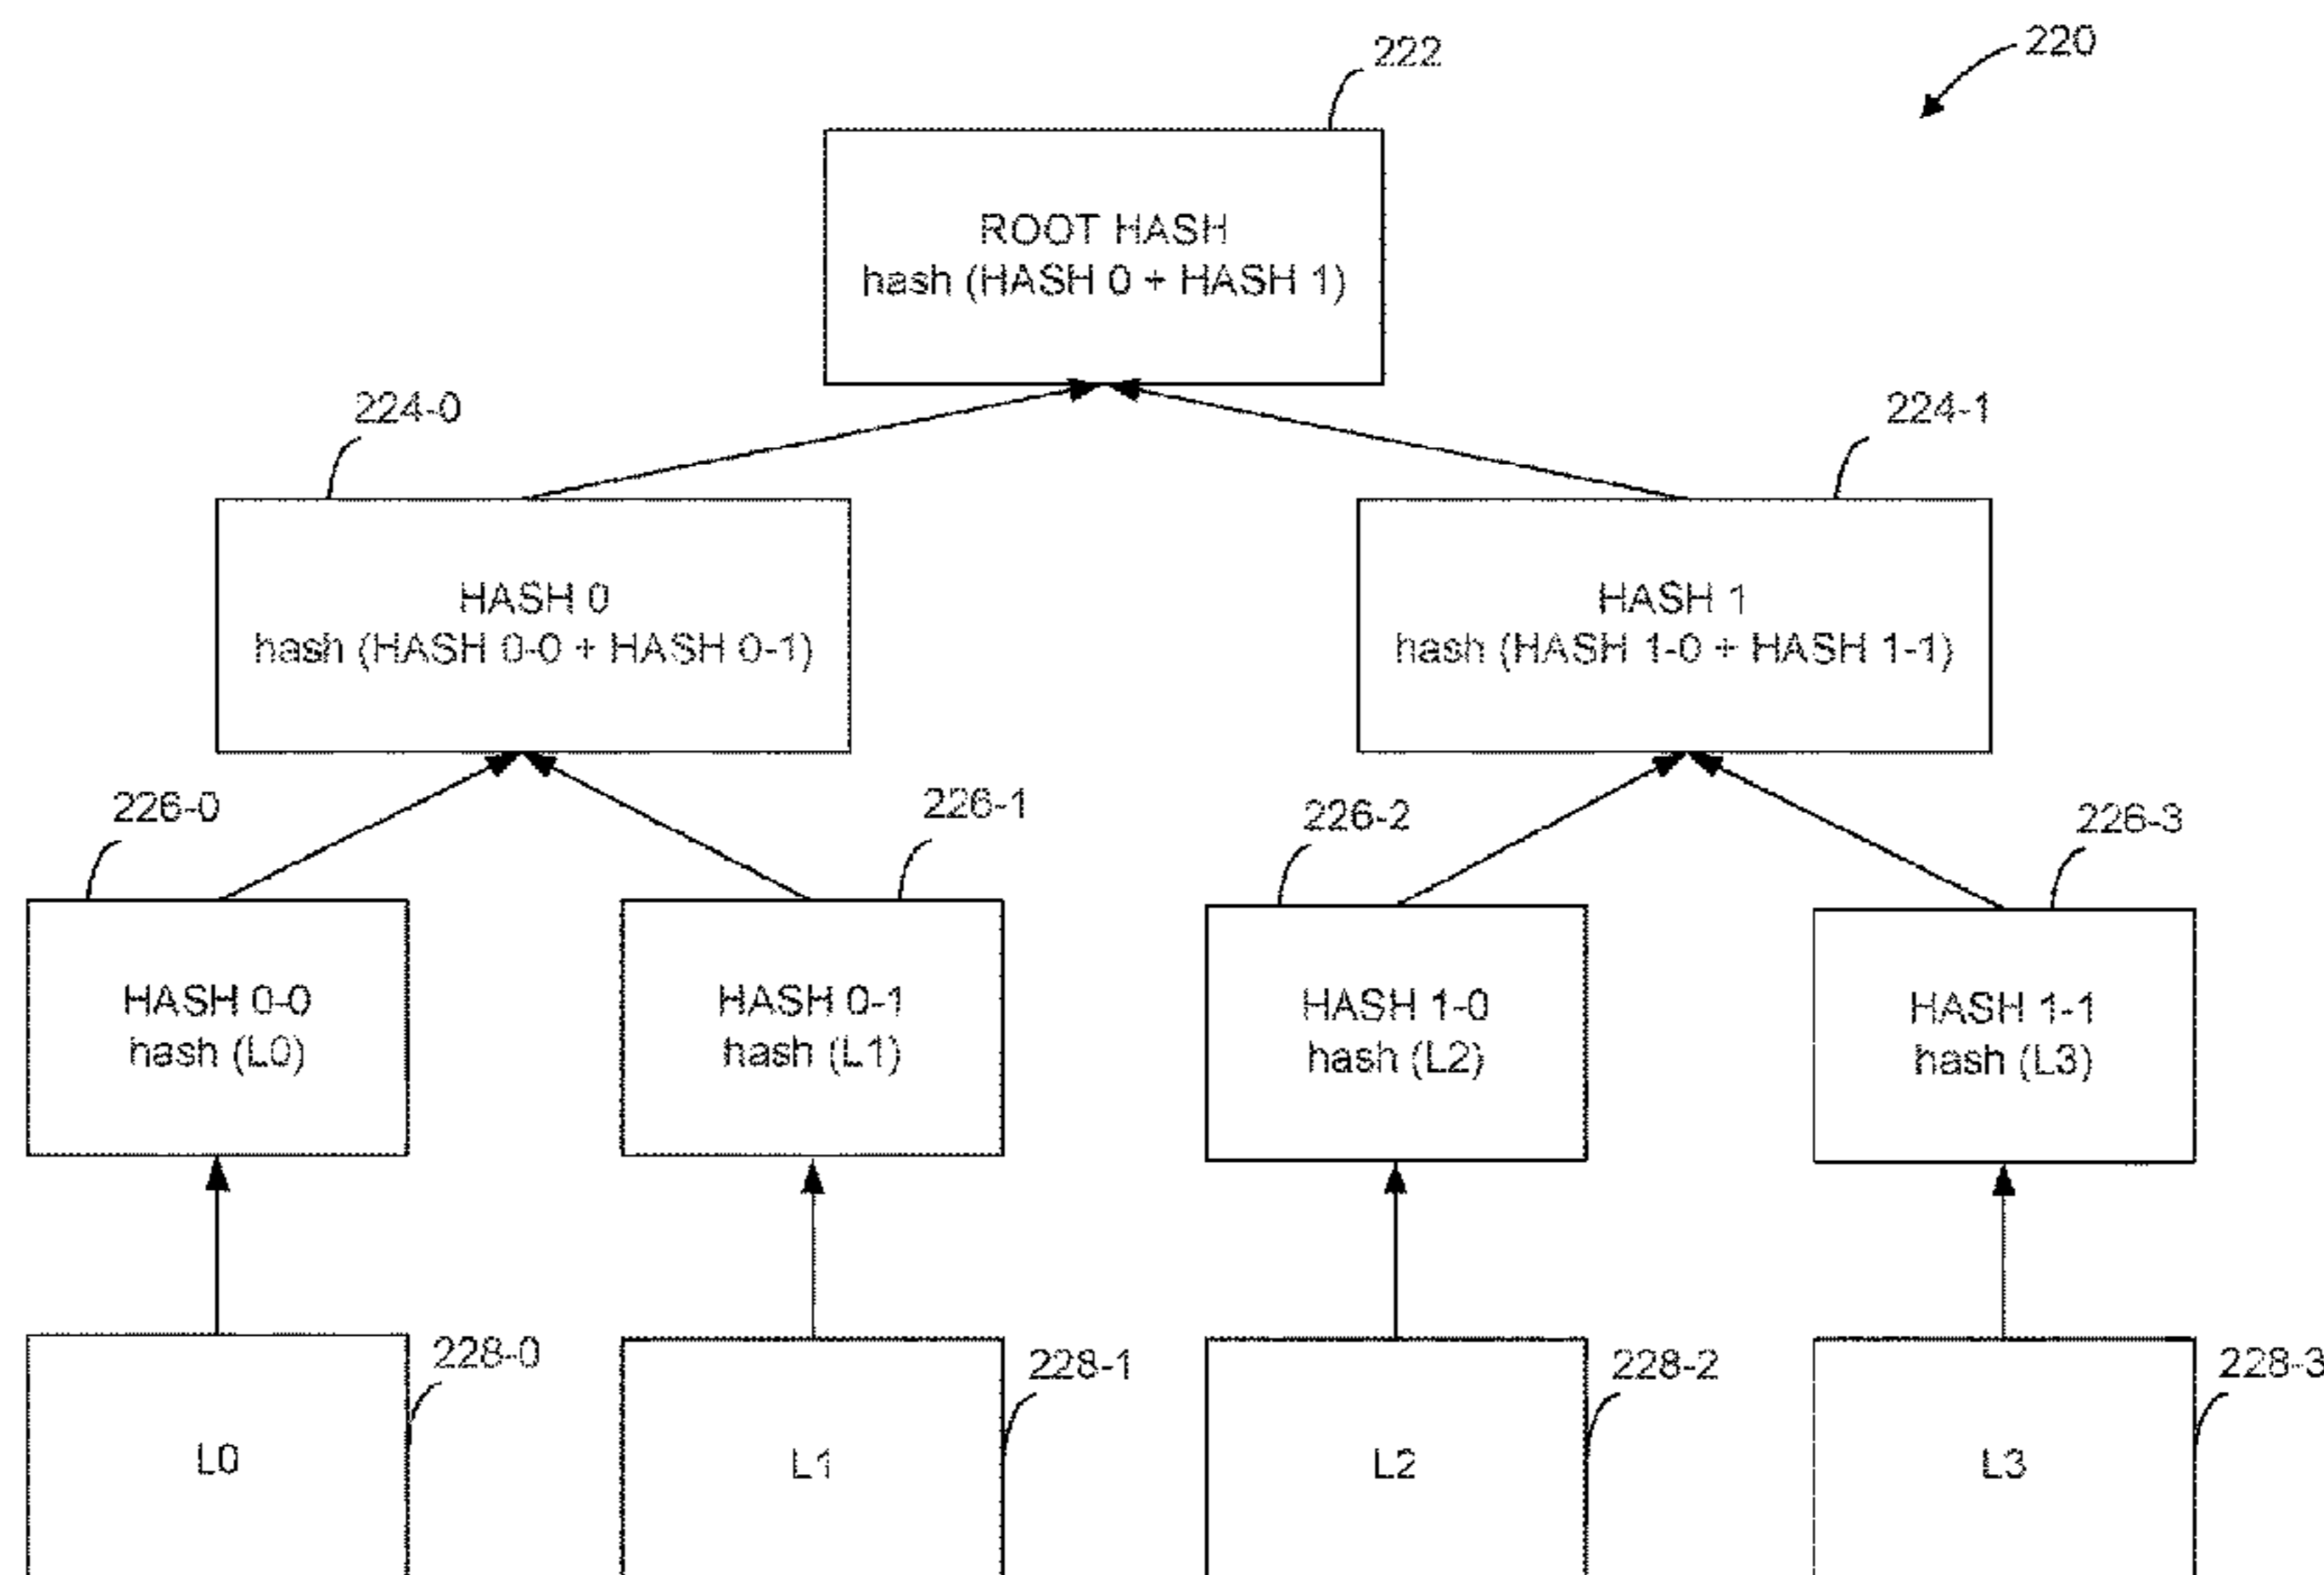 220
222
ROOT HASH
hash (HASH 0 + HASH 1)
224-0
224-1
HASH 0
hash (HASH 0-0 + HASH 0-1)
HASH 1
hash (HASH 1-0 + HASH 1-1)
226-0
226-1
226-2
226-3
HASH 0-0
hash (L0)
HASH 0-1
hash (L1)
HASH 1-0
hash (L2)
HASH 1-1
hash (L3)
228-0
228-1
228-2
228-3
L0
L1
L2
L3